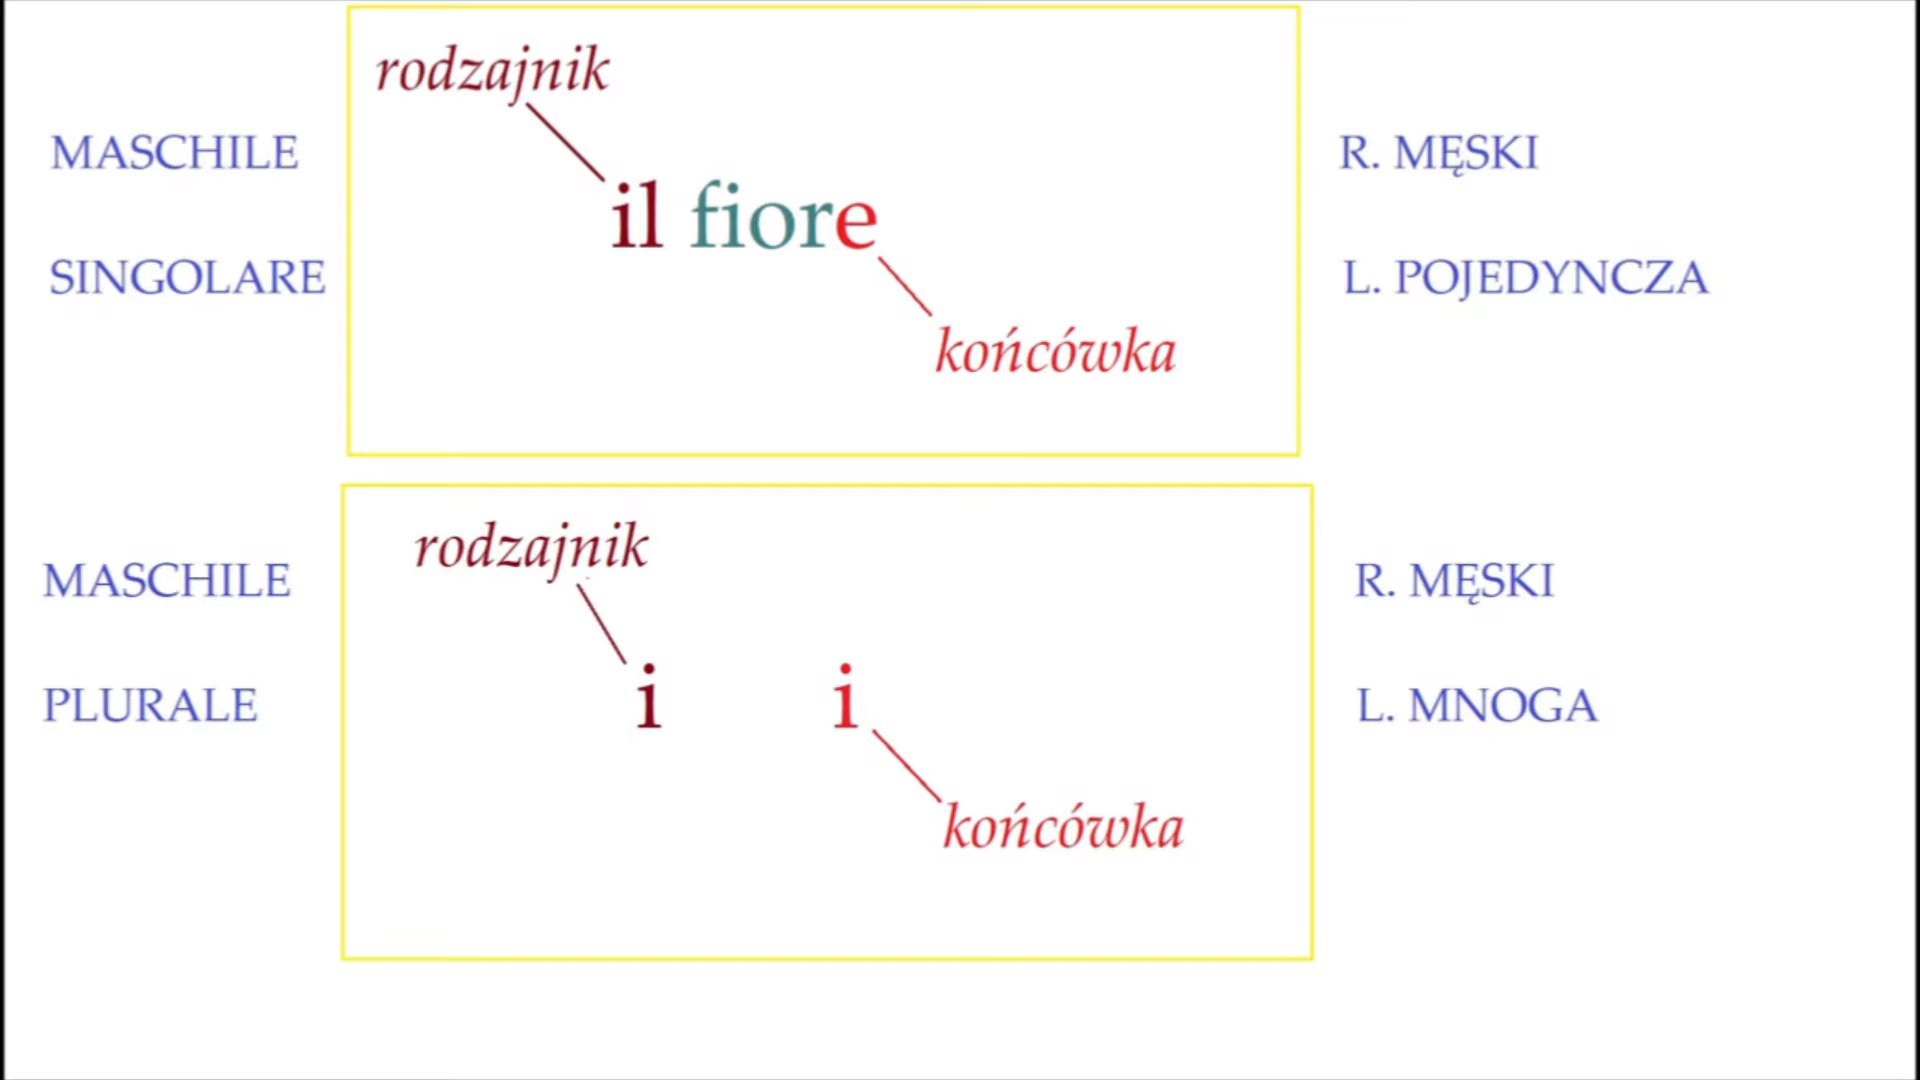 rodzajnik
MASCHILE
R. MĘSKI
il fiore
SINGOLARE
L. POJEDYNCZA
końcówka
rodzajnik
MASCHILE
R. MĘSKI
i i
PLURALE
L. MNOGA
końcówka